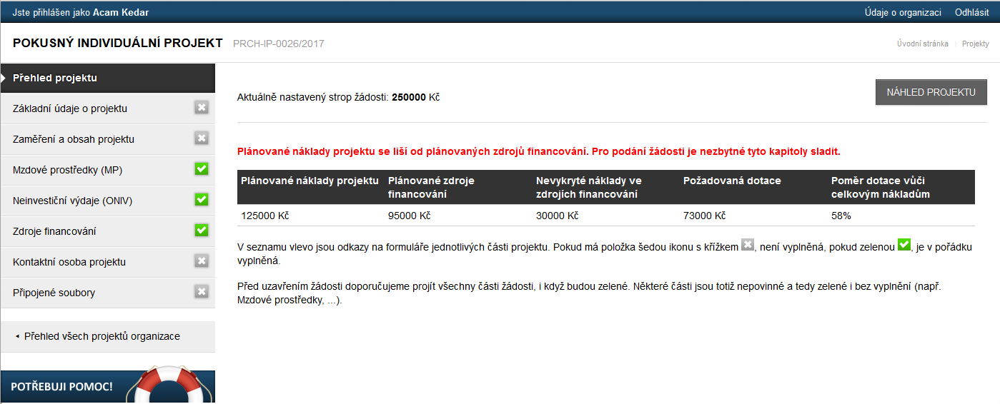 Jste přihlášen jako Acam Kedar
Údaje o organizaci
Odhlásit
POKUSNÝ INDIVIDUÁLNÍ PROJEKT PRCH-IP-0026/2017
Úvodní stránka
Projekty
Přehled projektu
Základní údaje o projektu
Zaměření a obsah projektu
Mzdové prostředky (MP)
Neinvestiční výdaje (ONIV)
Zdroje financování
Kontaktní osoba projektu
Připojené soubory
Přehled všech projektů organizace
POTŘEBUJI POMOC!
Aktuálně nastavený strop žádosti: 250000 Kč
NÁHLED PROJEKTU
Plánované náklady projektu se liší od plánovaných zdrojů financování. Pro podání žádosti je nezbytné tyto kapitoly sladit.
Plánované náklady projektu
Plánované zdroje
financování
Nevykryté náklady ve
zdrojích financování
Požadovaná dotace
Poměr dotace vůči
celkovým nákladům
125000 Kč
95000 Kč
30000 Kč
73000 Kč
58%
V seznamu vlevo jsou odkazy na formuláře jednotlivých části projektu. Pokud má položka šedou ikonu s křížkem , není vyplněná, pokud zelenou , je v pořádku
vyplněná.
Před uzavřením žádosti doporučujeme projít všechny části žádosti, i když budou zelené. Některé části jsou totiž nepovinné a tedy zelené i bez vyplnění (např.
Mzdové prostředky, ...).